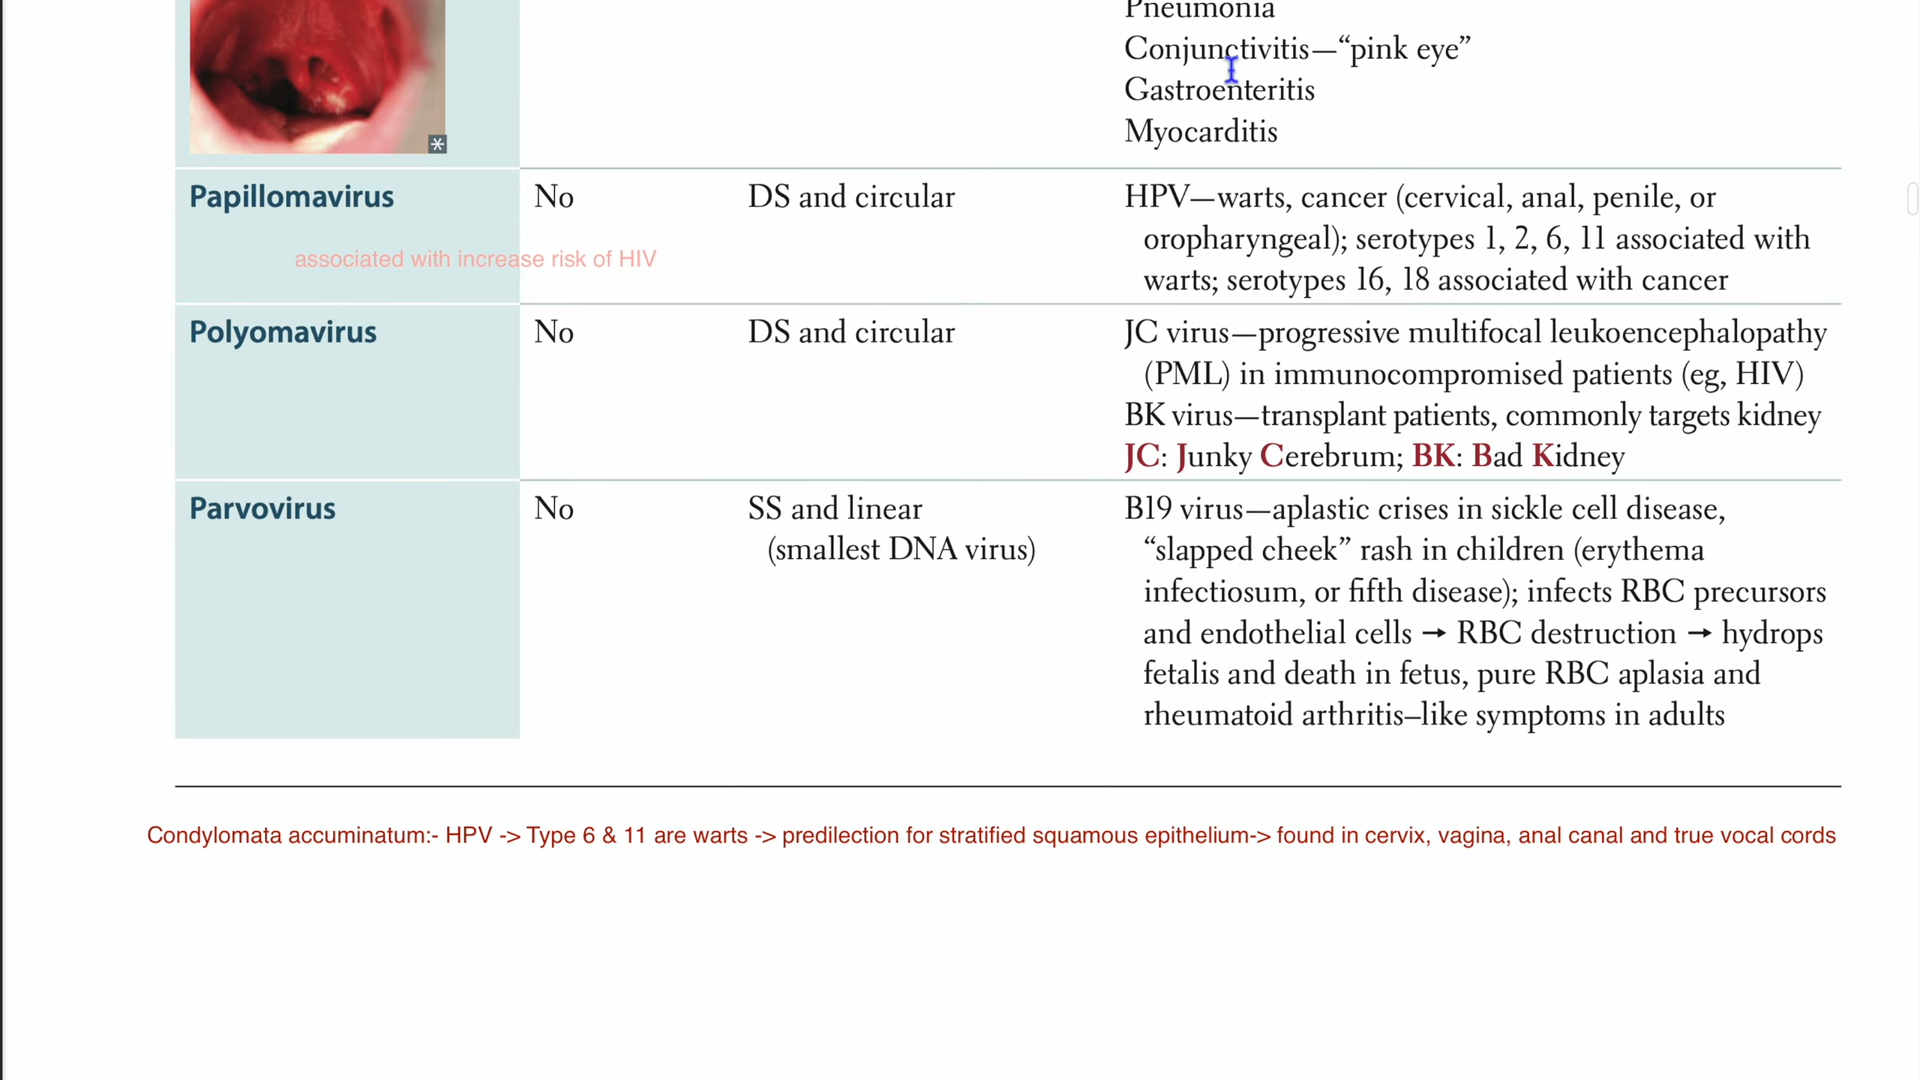 Pneumonia
Conjunctivitis—“pink eye”
Gastroenteritis
Myocarditis
Papillomavirus No DS and circular HPV—warts, cancer (cervical, anal, penile, or
oropharyngeal); serotypes 1, 2, 6, 11 associated with
associated with increase risk of HIV
warts; serotypes 16, 18 associated with cancer
Polyomavirus No DS and circular JC virus—progressive multifocal leukoencephalopathy
(PML) in immunocompromised patients (eg, HIV)
BK virus—transplant patients, commonly targets kidney
JC: Junky Cerebrum; BK: Bad Kidney
Parvovirus No SS and linear B19 virus—aplastic crises in sickle cell disease,
(smallest DNA virus) “slapped cheek” rash in children (erythema
infectiosum, or fifth disease); infects RBC precursors
and endothelial cells → RBC destruction → hydrops
fetalis and death in fetus, pure RBC aplasia and
rheumatoid arthritis–like symptoms in adults
Condylomata accuminatum:- HPV -> Type 6 & 11 are warts -> predilection for stratified squamous epithelium-> found in cervix, vagina, anal canal and true vocal cords